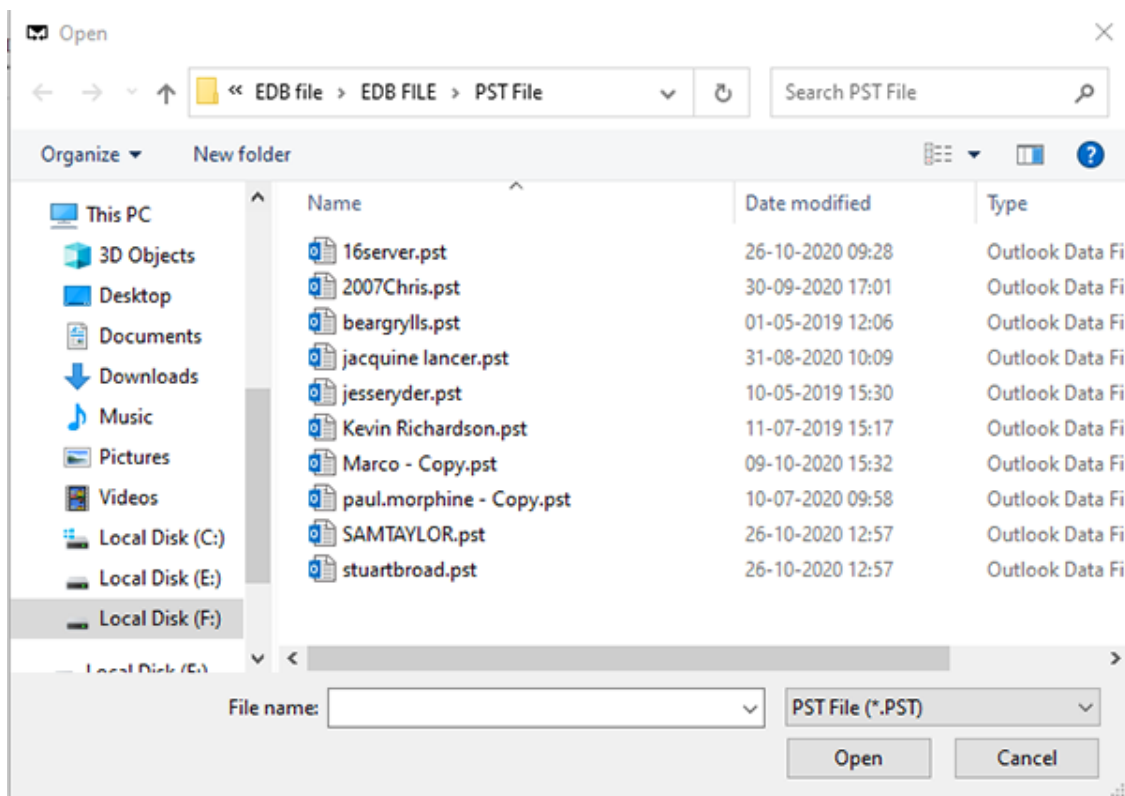 Open
« EDB file > EDB FILE > PST File
Search PST File
Organize
New folder
This PC
3D Objects
Desktop
Documents
Downloads
Music
Pictures
Videos
Local Disk (C:)
Local Disk (E:)
Local Disk (F:)
Name Date modified Type
16server.pst 26-10-2020 09:28 Outlook Data Fi
2007Chris.pst 30-09-2020 17:01 Outlook Data Fi
beargrylls.pst 01-05-2019 12:06 Outlook Data Fi
jacquine lancer.pst 31-08-2020 10:09 Outlook Data Fi
jesseryder.pst 10-05-2019 15:30 Outlook Data Fi
Kevin Richardson.pst 11-07-2019 15:17 Outlook Data Fi
Marco - Copy.pst 09-10-2020 15:32 Outlook Data Fi
paul.morphine - Copy.pst 10-07-2020 09:58 Outlook Data Fi
SAMTAYLOR.pst 26-10-2020 12:57 Outlook Data Fi
stuartbroad.pst 26-10-2020 12:57 Outlook Data Fi
File name:
PST File (*.PST)
Open
Cancel